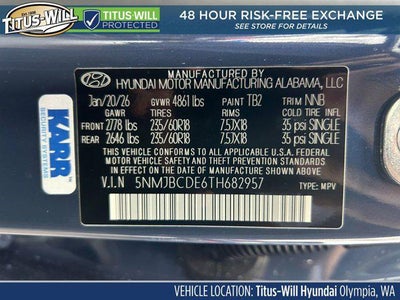 TITUS-WILL
TITUS-WILL
PROTECTED
48 HOUR RISK-FREE EXCHANGE
SEE STORE FOR DETAILS
MANUFACTURED BY
HYUNDAI MOTOR MANUFACTURING ALABAMA, LLC
Jan/20/26 GVWR 4861 lbs PAINT TB2 TRIM NNB
GAWR TIRES RIMS COLD TIRE INFL
FRONT 2778 lbs 235/60R18 7.5JX18 35 psi SINGLE
REAR 2646 lbs 235/60R18 7.5JX18 35 psi SINGLE
THIS VEHICLE CONFORMS TO ALL APPLICABLE
FEDERAL MOTOR VEHICLE SAFETY STANDARDS
IN EFFECT ON THE DATE OF MANUFACTURE SHOWN ABOVE.
V.I.N 5NMJBCDE6TH682957 TYPE: MPV
KARR
SECURITY SYSTEMS
VEHICLE LOCATION: Titus-Will Hyundai Olympia, WA